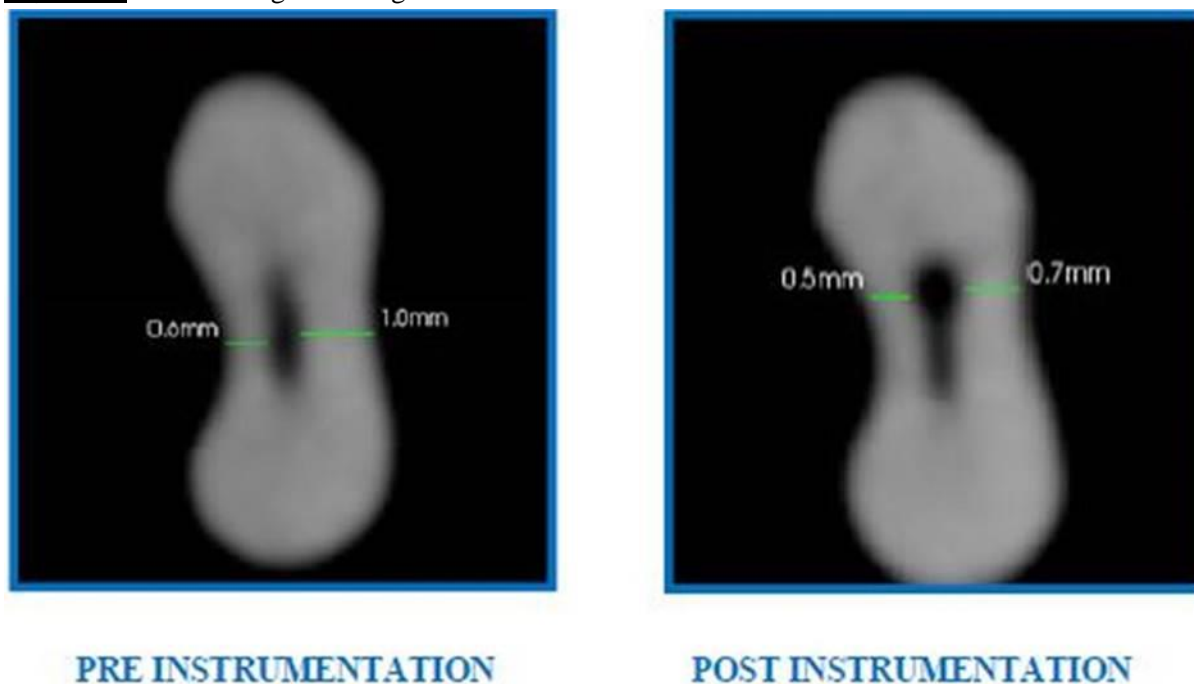 0.5mm
0.7mm
0.6mm
1.0mm
PRE INSTRUMENTATION
POST INSTRUMENTATION